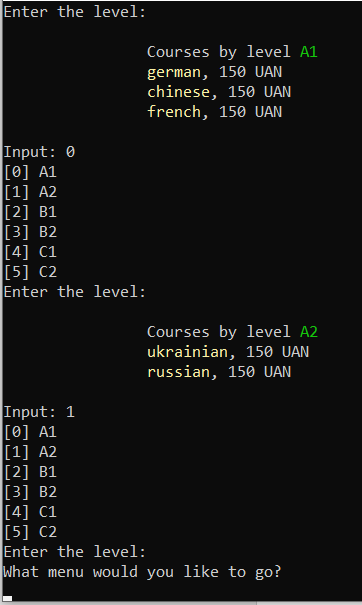 Enter the level:
Courses by level A1
german, 150 UAN
chinese, 150 UAN
french, 150 UAN
Input: 0
[0] A1
[1] A2
[2] B1
[3] B2
[4] C1
[5] C2
Enter the level:
Courses by level A2
ukrainian, 150 UAN
russian, 150 UAN
Input: 1
[0] A1
[1] A2
[2] B1
[3] B2
[4] C1
[5] C2
Enter the level:
What menu would you like to go?